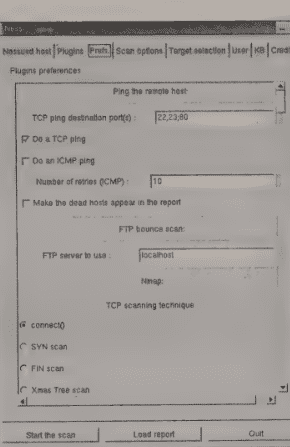 Nessusd host Plugins Prefs. Scan options Target selection User KB Credi
Plugins preferences
Ping the remote host
TCP ping destination port(s) : 22,23,80
Do a TCP ping
Do an ICMP ping
Number of retries (ICMP) : 10
Make the dead hosts appear in the report
FTP bounce scan:
FTP server to use : localhost
Nmap:
TCP scanning technique
connect()
SYN scan
FIN scan
Xmas Tree scan
Start the scan Load report Quit